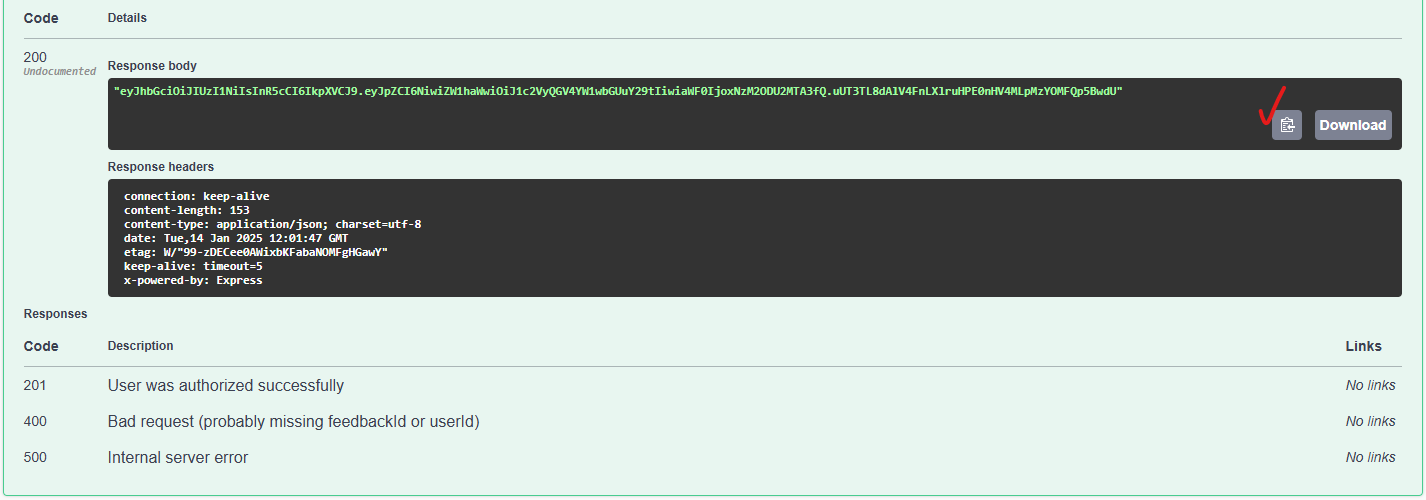 Code Details
200
Undocumented
Response body
"eyJhbGciOiJIUzI1NiIsInR5cCI6IkpXVCJ9.eyJpZCI6NiwiZW1haWwiOiJ1c2VyQGV4YW1wbGUuY29tIiwiaWF0IjoxNzM2ODU2MTA3fQ.uUT3TL8dAlV4FnLXlruHPE0nHV4MLpMzYOMFQp5BwdU"
Download
Response headers
connection: keep-alive
content-length: 153
content-type: application/json; charset=utf-8
date: Tue,14 Jan 2025 12:01:47 GMT
etag: W/"99-zDECee0AWixbKFabaNOMFgHGawY"
keep-alive: timeout=5
x-powered-by: Express
Responses
Code Description Links
201 User was authorized successfully No links
400 Bad request (probably missing feedbackId or userId) No links
500 Internal server error No links